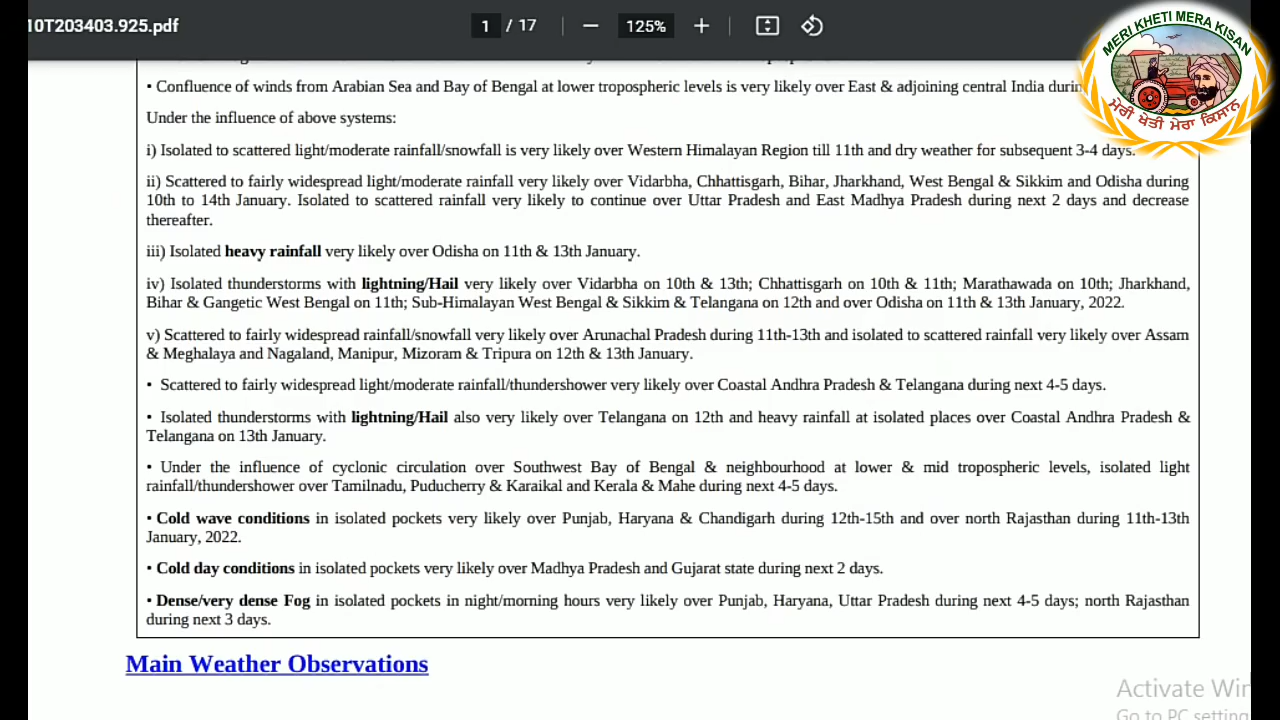 10T203403.925.pdf
1 / 17
125%
MERI KHETI MERA KISAN
ਮੇਰੀ ਖੇਤੀ ਮੇਰਾ ਕਿਸਾਨ
▪ Confluence of winds from Arabian Sea and Bay of Bengal at lower tropospheric levels is very likely over East & adjoining central India
Under the influence of above systems:
i) Isolated to scattered light/moderate rainfall/snowfall is very likely over Western Himalayan Region till 11th and dry weather for subsequent 3-4 days.
ii) Scattered to fairly widespread light/moderate rainfall very likely over Vidarbha, Chhattisgarh, Bihar, Jharkhand, West Bengal & Sikkim and Odisha during
10th to 14th January. Isolated to scattered rainfall very likely to continue over Uttar Pradesh and East Madhya Pradesh during next 2 days and decrease
thereafter.
iii) Isolated heavy rainfall very likely over Odisha on 11th & 13th January.
iv) Isolated thunderstorms with lightning/Hail very likely over Vidarbha on 10th & 13th; Chhattisgarh on 10th & 11th; Marathawada on 10th; Jharkhand,
Bihar & Gangetic West Bengal on 11th; Sub-Himalayan West Bengal & Sikkim & Telangana on 12th and over Odisha on 11th & 13th January, 2022.
v) Scattered to fairly widespread rainfall/snowfall very likely over Arunachal Pradesh during 11th-13th and isolated to scattered rainfall very likely over Assam
& Meghalaya and Nagaland, Manipur, Mizoram & Tripura on 12th & 13th January.
▪ Scattered to fairly widespread light/moderate rainfall/thundershower very likely over Coastal Andhra Pradesh & Telangana during next 4-5 days.
▪ Isolated thunderstorms with lightning/Hail also very likely over Telangana on 12th and heavy rainfall at isolated places over Coastal Andhra Pradesh &
Telangana on 13th January.
▪ Under the influence of cyclonic circulation over Southwest Bay of Bengal & neighbourhood at lower & mid tropospheric levels, isolated light
rainfall/thundershower over Tamilnadu, Puducherry & Karaikal and Kerala & Mahe during next 4-5 days.
▪ Cold wave conditions in isolated pockets very likely over Punjab, Haryana & Chandigarh during 12th-15th and over north Rajasthan during 11th-13th
January, 2022.
▪ Cold day conditions in isolated pockets very likely over Madhya Pradesh and Gujarat state during next 2 days.
▪ Dense/very dense Fog in isolated pockets in night/morning hours very likely over Punjab, Haryana, Uttar Pradesh during next 4-5 days; north Rajasthan
during next 3 days.
Main Weather Observations
Activate Win
Go to PC setting